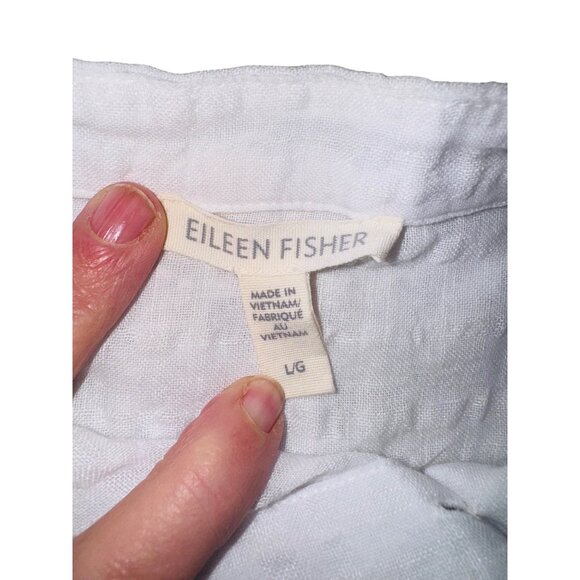 EILEEN FISHER
MADE IN
VIETNAM/
FABRIQUÉ
AU
VIETNAM
L/G